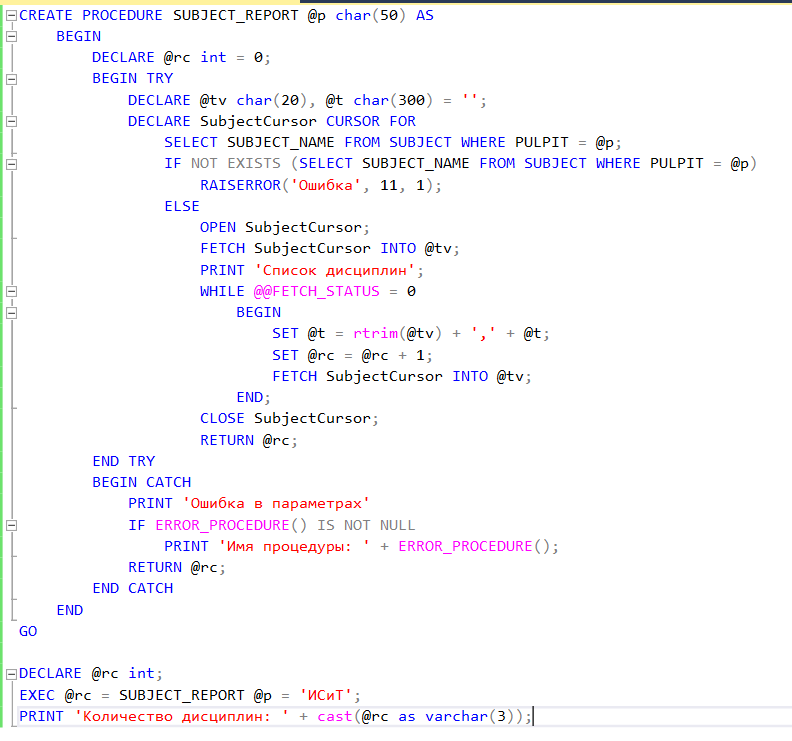 CREATE PROCEDURE SUBJECT_REPORT @p char(50) AS
    BEGIN
        DECLARE @rc int = 0;
        BEGIN TRY
            DECLARE @tv char(20), @t char(300) = '';
            DECLARE SubjectCursor CURSOR FOR
                SELECT SUBJECT_NAME FROM SUBJECT WHERE PULPIT = @p;
                IF NOT EXISTS (SELECT SUBJECT_NAME FROM SUBJECT WHERE PULPIT = @p)
                    RAISERROR('Ошибка', 11, 1);
                ELSE
                    OPEN SubjectCursor;
                    FETCH SubjectCursor INTO @tv;
                    PRINT 'Список дисциплин';
                    WHILE @@FETCH_STATUS = 0
                        BEGIN
                            SET @t = rtrim(@tv) + ',' + @t;
                            SET @rc = @rc + 1;
                            FETCH SubjectCursor INTO @tv;
                        END;
                    CLOSE SubjectCursor;
                    RETURN @rc;
        END TRY
        BEGIN CATCH
            PRINT 'Ошибка в параметрах'
            IF ERROR_PROCEDURE() IS NOT NULL
                PRINT 'Имя процедуры: ' + ERROR_PROCEDURE();
            RETURN @rc;
        END CATCH
    END
GO

DECLARE @rc int;
EXEC @rc = SUBJECT_REPORT @p = 'ИСиТ';
PRINT 'Количество дисциплин: ' + cast(@rc as varchar(3));